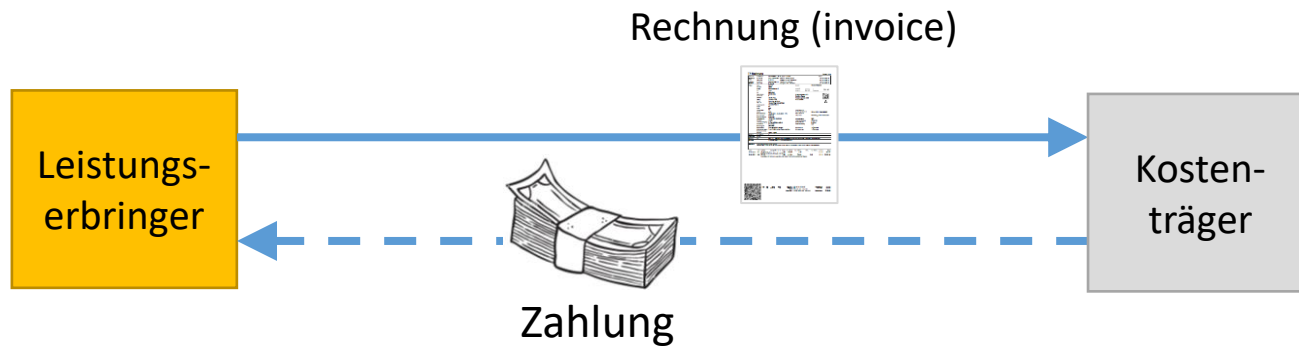 Rechnung (invoice)
Leistungs-
erbringer
Kosten-
träger
Zahlung